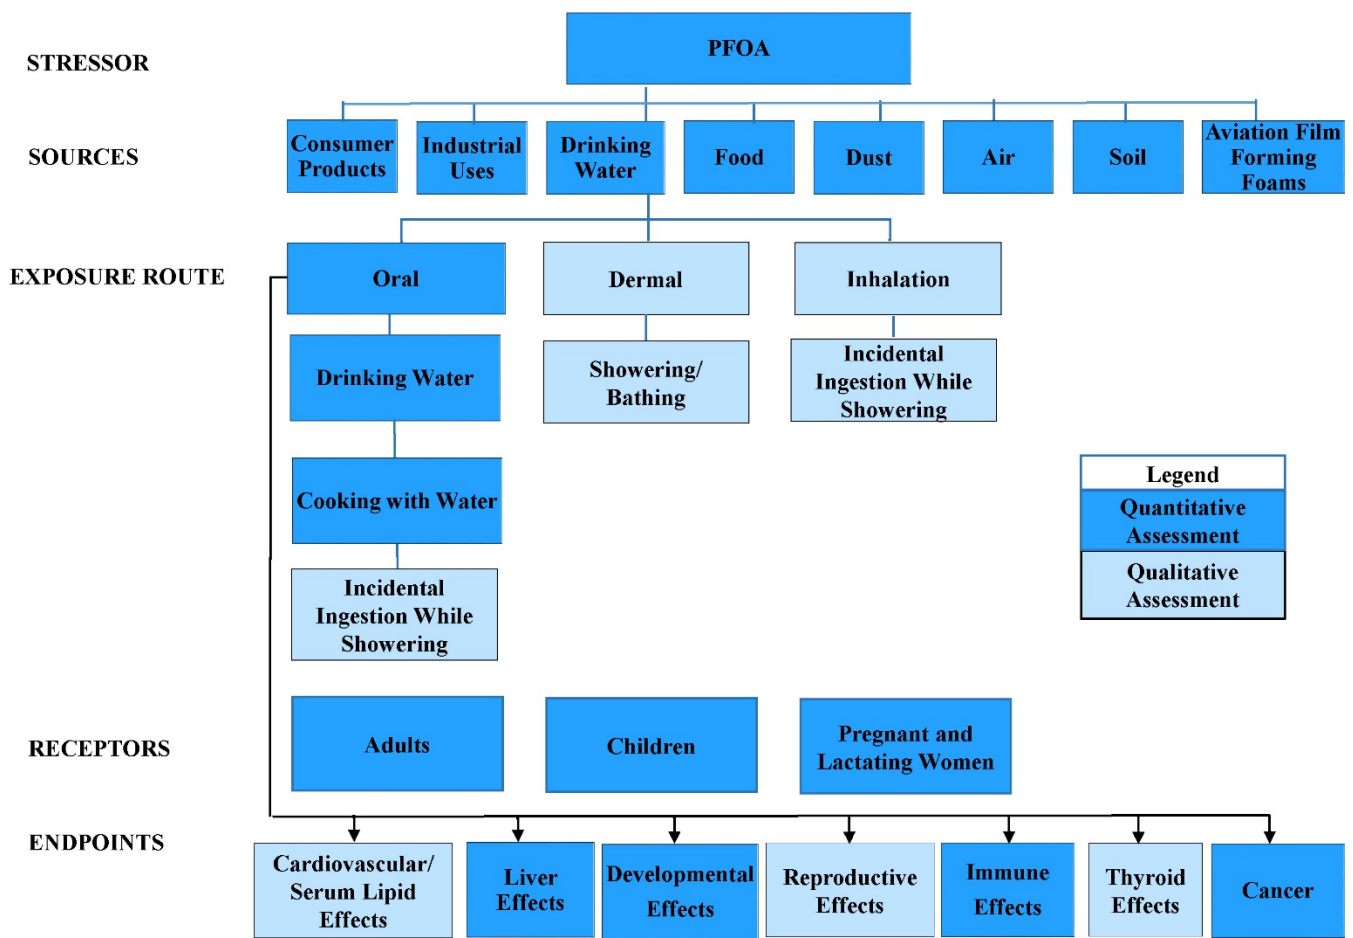 STRESSOR
PFOA
SOURCES
Consumer
Products
Industrial
Uses
Drinking
Water
Food
Dust
Air
Soil
Aviation Film
Forming
Foams
EXPOSURE ROUTE
Oral
Dermal
Inhalation
Drinking Water
Showering/
Bathing
Incidental
Ingestion While
Showering
Cooking with Water
Incidental
Ingestion While
Showering
Legend
Quantitative
Assessment
Qualitative
Assessment
RECEPTORS
Adults
Children
Pregnant and
Lactating Women
ENDPOINTS
Cardiovascular/
Serum Lipid
Effects
Liver
Effects
Developmental
Effects
Reproductive
Effects
Immune
Effects
Thyroid
Effects
Cancer